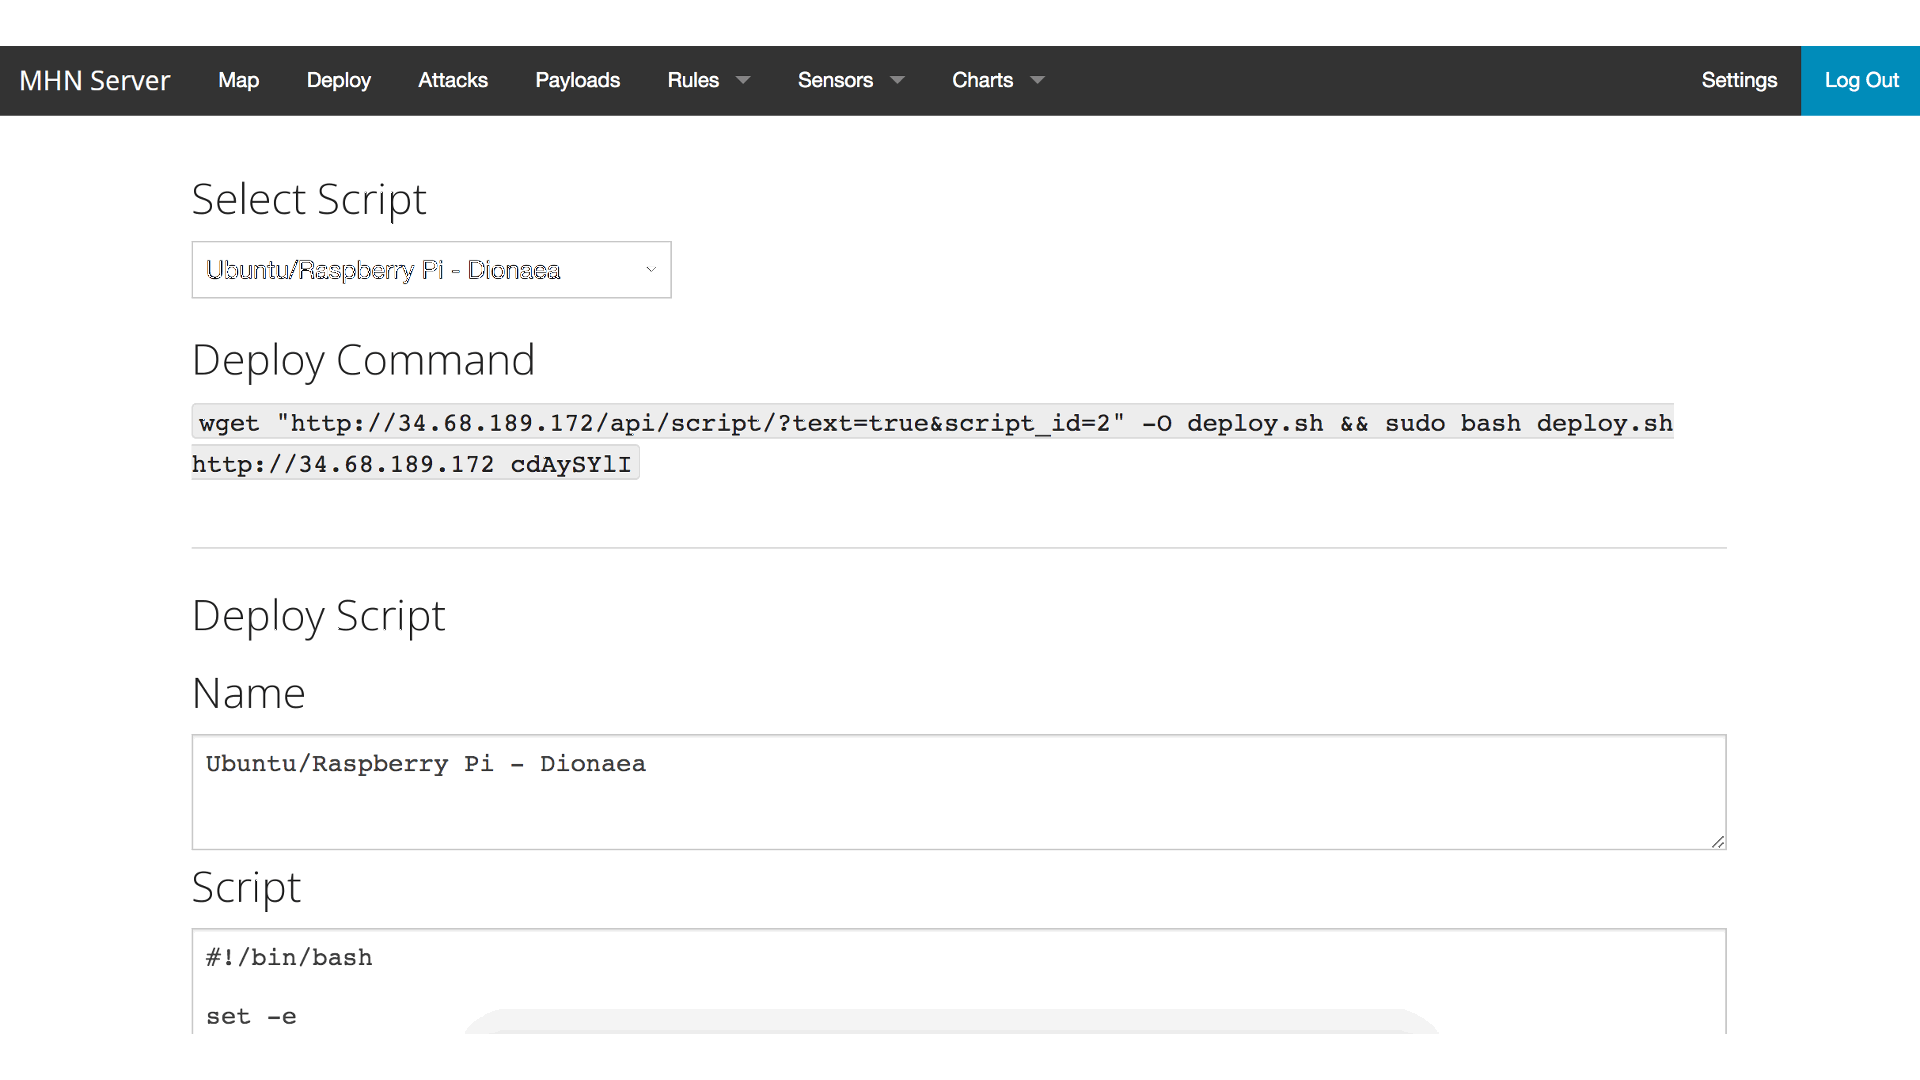 MHN Server Map Deploy Attacks Payloads Rules Sensors Charts Settings Log Out
Select Script
Ubuntu/Raspberry Pi - Dionaea
Deploy Command
wget "http://34.68.189.172/api/script/?text=true&script_id=2" -O deploy.sh && sudo bash deploy.sh
http://34.68.189.172 cdAySYlI
Deploy Script
Name
Ubuntu/Raspberry Pi - Dionaea
Script
#!/bin/bash
set -e